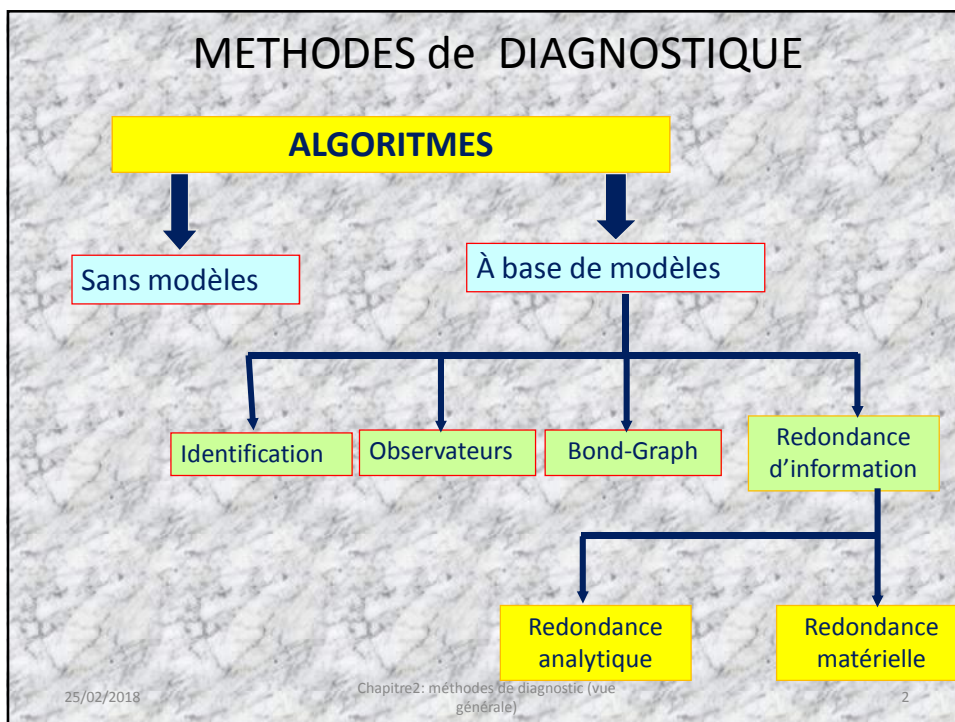 METHODES de DIAGNOSTIQUE
ALGORITMES
Sans modèles
À base de modèles
Identification
Observateurs
Bond-Graph
Redondance
d'information
Redondance
analytique
Redondance
matérielle
25/02/2018
Chapitre2: méthodes de diagnostic (vue
générale)
2